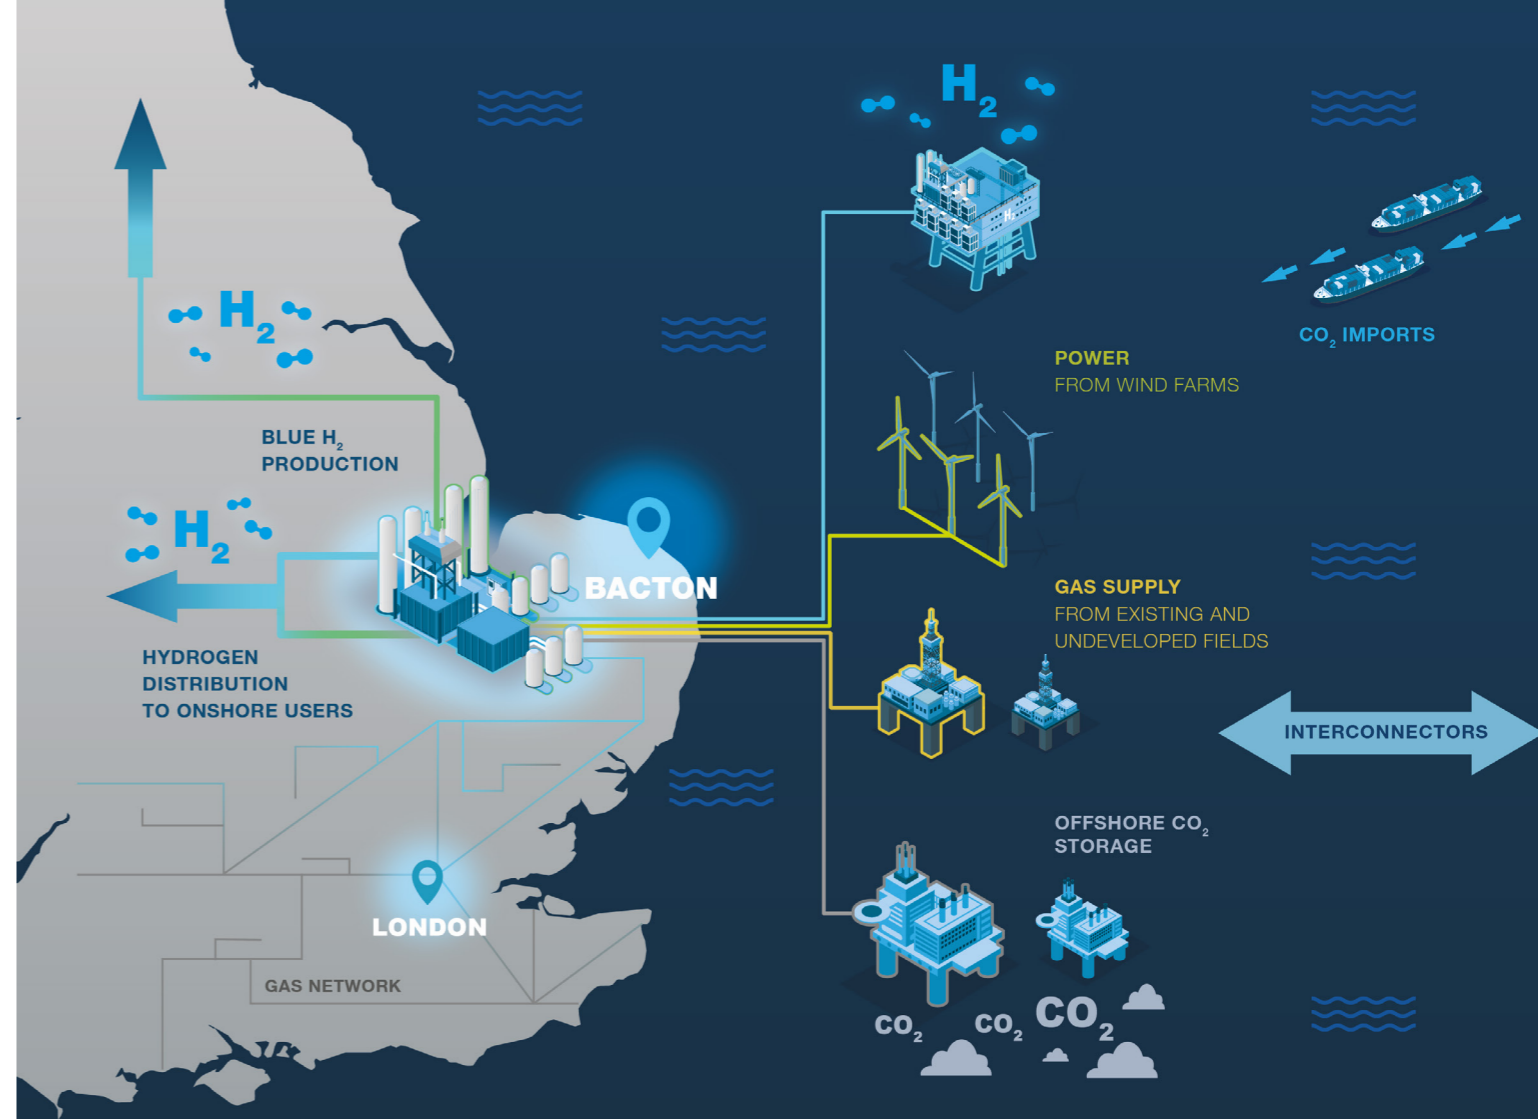 H₂
H₂
CO₂ IMPORTS
H₂
POWER
FROM WIND FARMS
BLUE H₂
PRODUCTION
H₂
BACTON
GAS SUPPLY
FROM EXISTING AND
UNDEVELOPED FIELDS
HYDROGEN
DISTRIBUTION
TO ONSHORE USERS
INTERCONNECTORS
OFFSHORE CO₂
STORAGE
LONDON
GAS NETWORK
CO₂
CO₂
CO₂